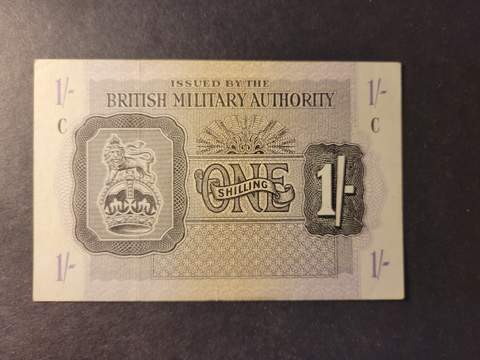 1/- ISSUED BY THE 1/-
BRITISH MILITARY AUTHORITY
C C
ONE
SHILLING
1/-
1/- 1/-